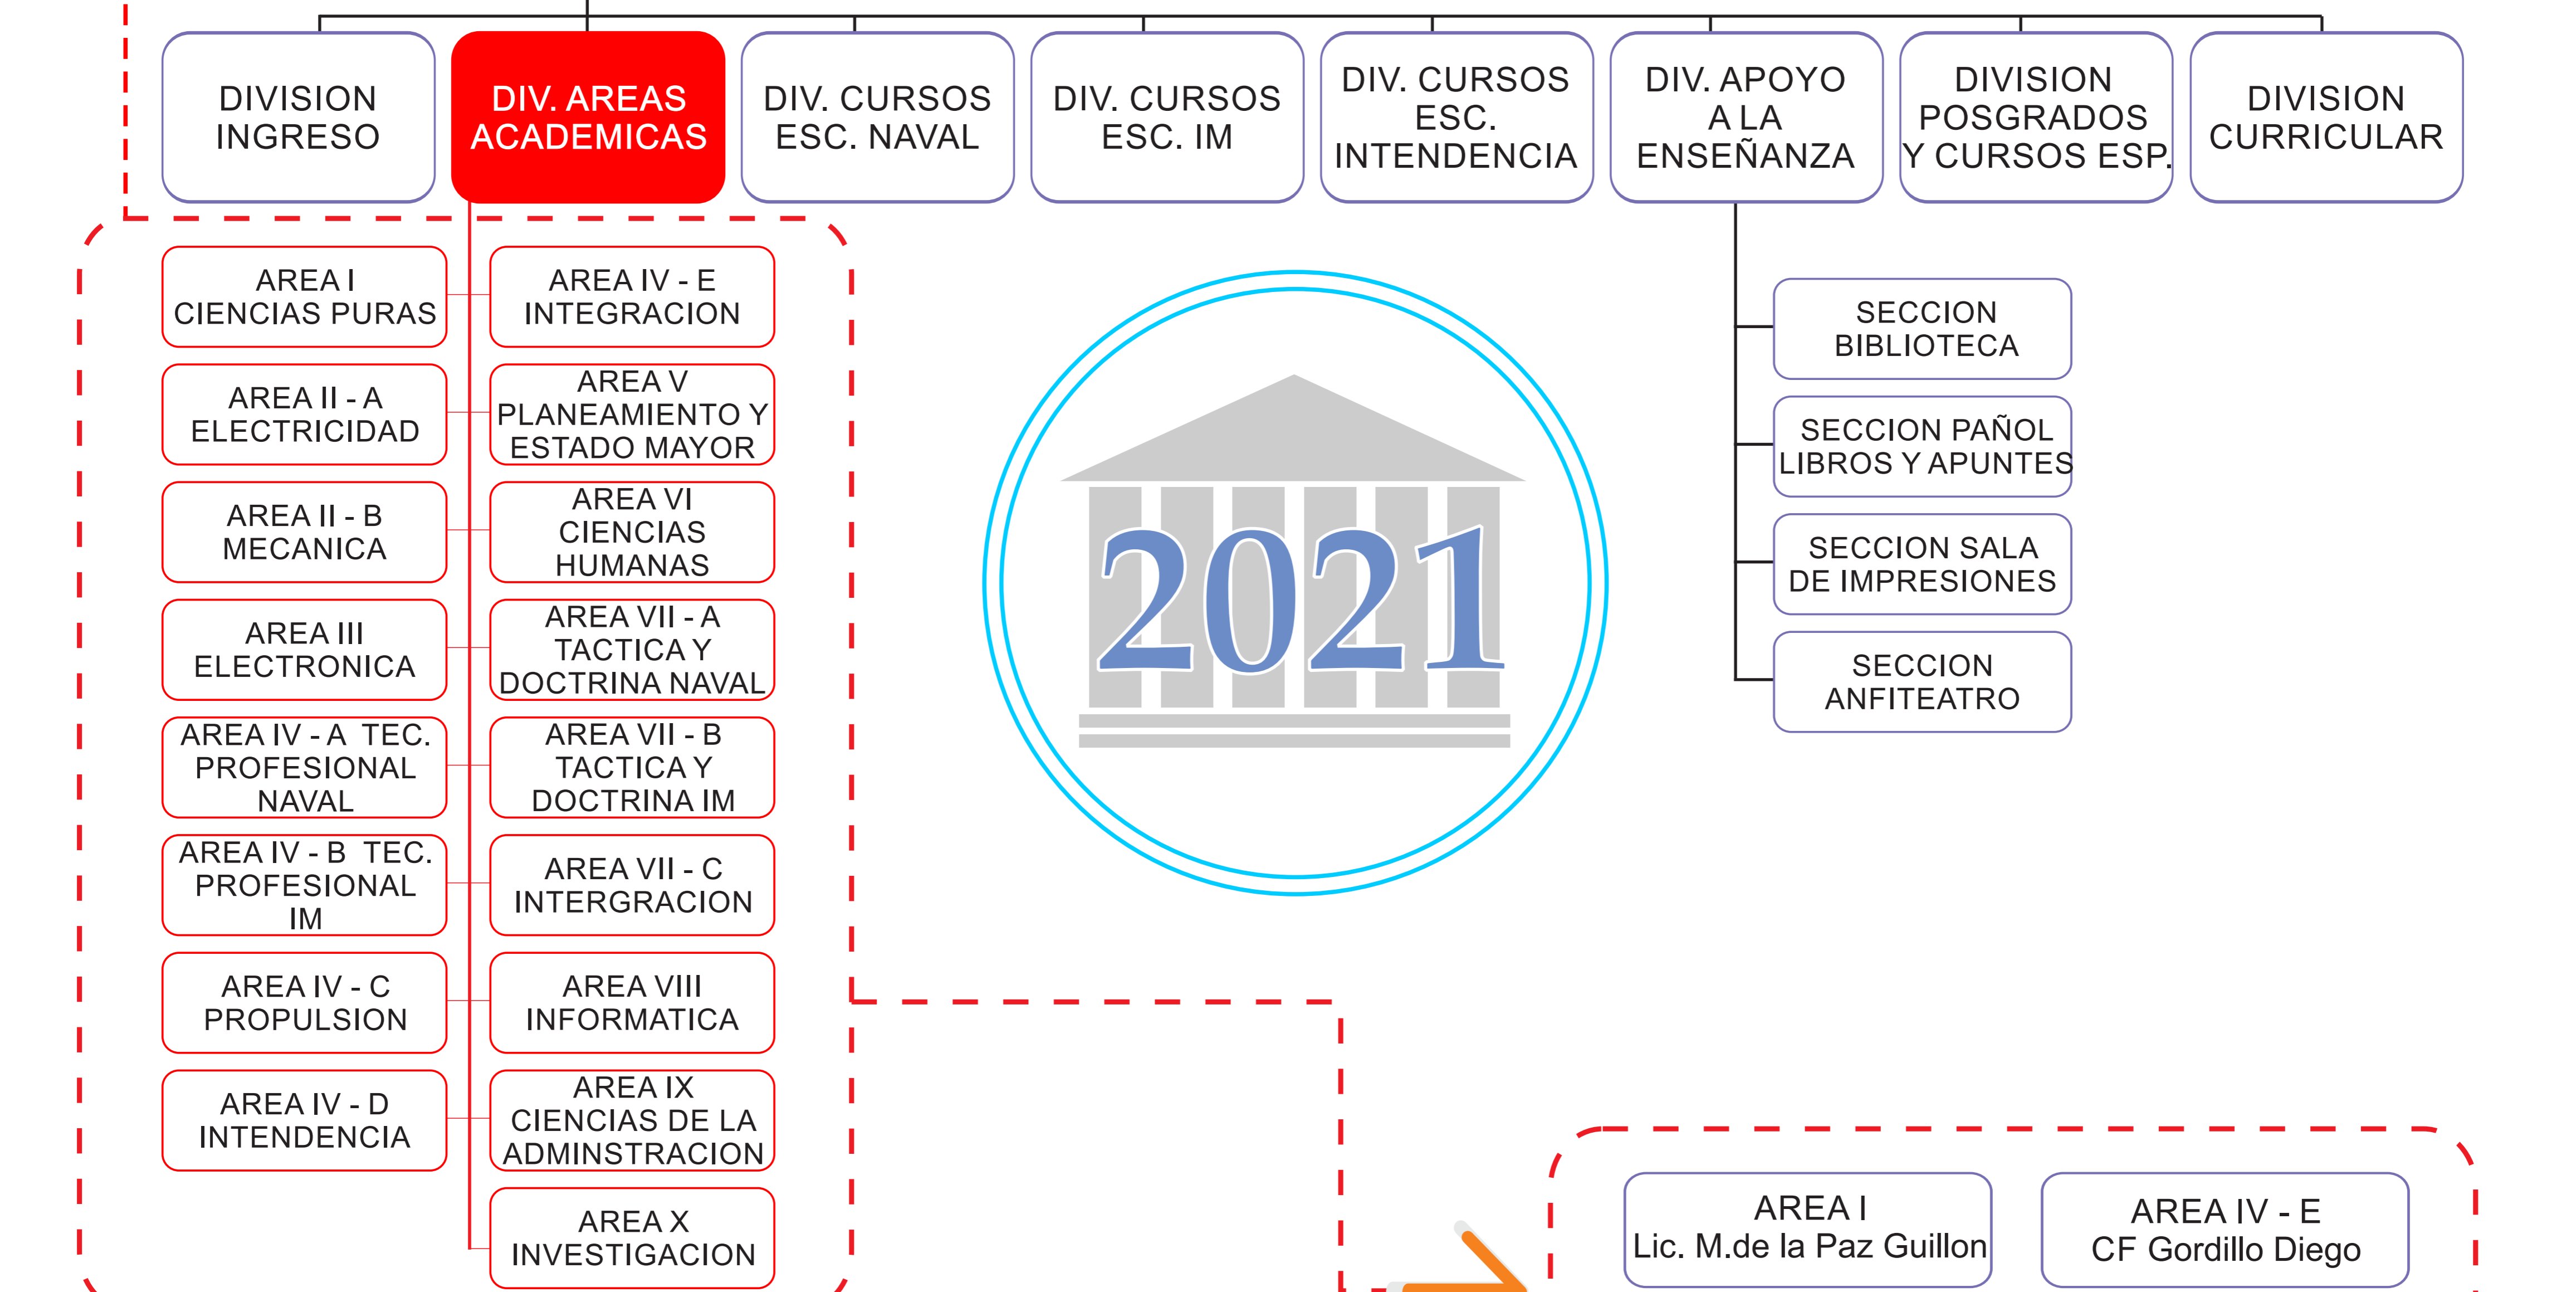 DIVISION
INGRESO
DIV. AREAS
ACADEMICAS
DIV. CURSOS
ESC. NAVAL
DIV. CURSOS
ESC. IM
DIV. CURSOS
ESC.
INTENDENCIA
DIV. APOYO
A LA
ENSEÑANZA
DIVISION
POSGRADOS
Y CURSOS ESP.
DIVISION
CURRICULAR
AREA I
CIENCIAS PURAS
AREA II - A
ELECTRICIDAD
AREA II - B
MECANICA
AREA III
ELECTRONICA
AREA IV - A TEC.
PROFESIONAL
NAVAL
AREA IV - B TEC.
PROFESIONAL
IM
AREA IV - C
PROPULSION
AREA IV - D
INTENDENCIA
AREA IV - E
INTEGRACION
AREA V
PLANEAMIENTO Y
ESTADO MAYOR
AREA VI
CIENCIAS
HUMANAS
AREA VII - A
TACTICA Y
DOCTRINA NAVAL
AREA VII - B
TACTICA Y
DOCTRINA IM
AREA VII - C
INTERGRACION
AREA VIII
INFORMATICA
AREA IX
CIENCIAS DE LA
ADMINSTRACION
AREA X
INVESTIGACION
2021
SECCION
BIBLIOTECA
SECCION PAÑOL
LIBROS Y APUNTES
SECCION SALA
DE IMPRESIONES
SECCION
ANFITEATRO
AREA I
Lic. M.de la Paz Guillon
AREA IV - E
CF Gordillo Diego